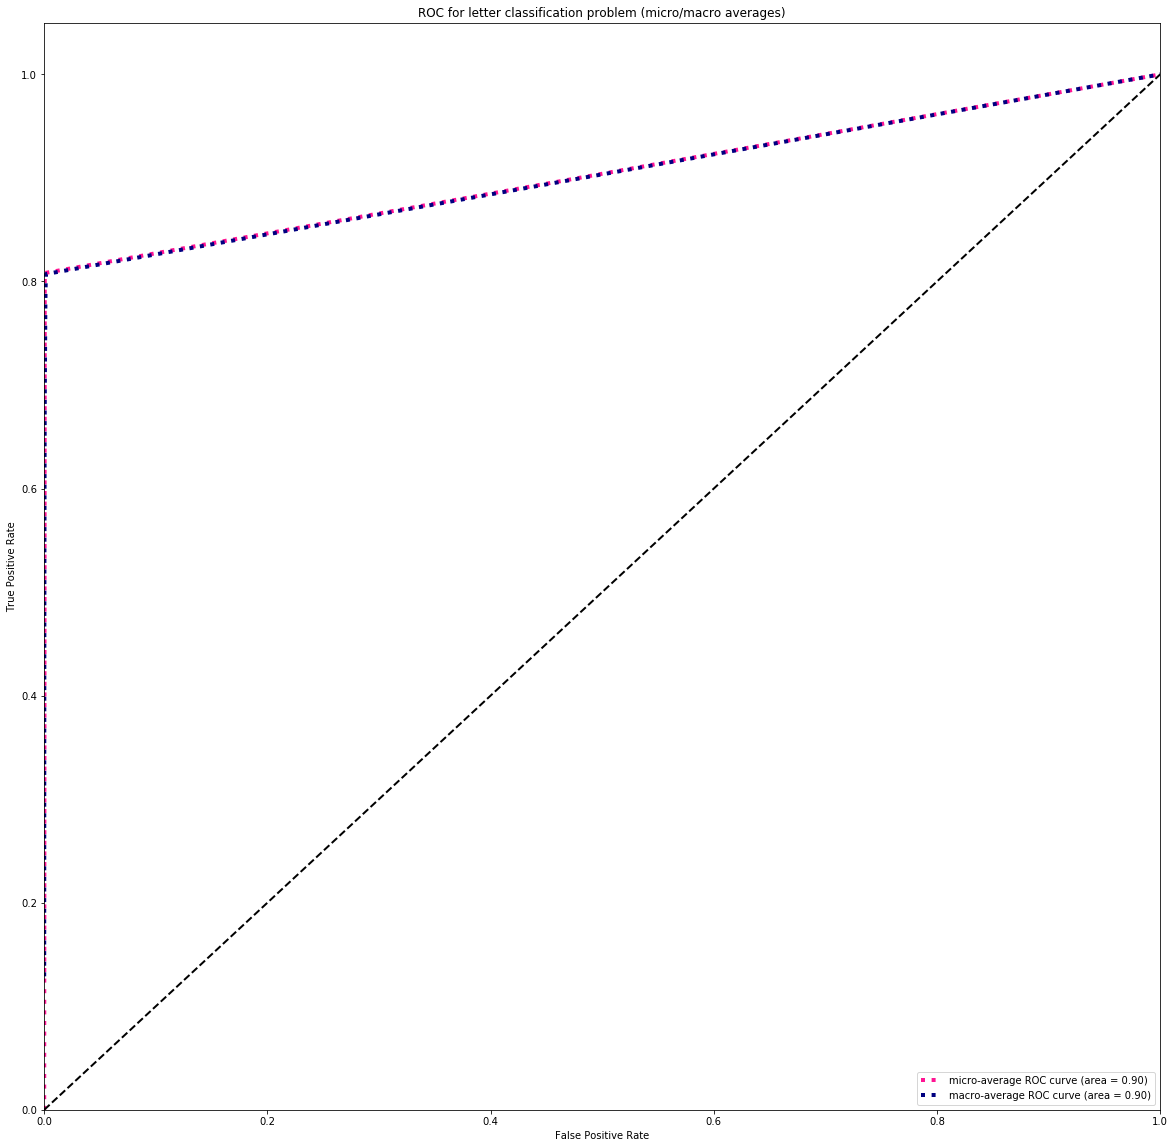 ROC for letter classification problem (micro/macro averages)
1.0
0.8
0.6
0.4
0.2
0.0
True Positive Rate
0.0 0.2 0.4 0.6 0.8 1.0
False Positive Rate
micro-average ROC curve (area = 0.90)
macro-average ROC curve (area = 0.90)